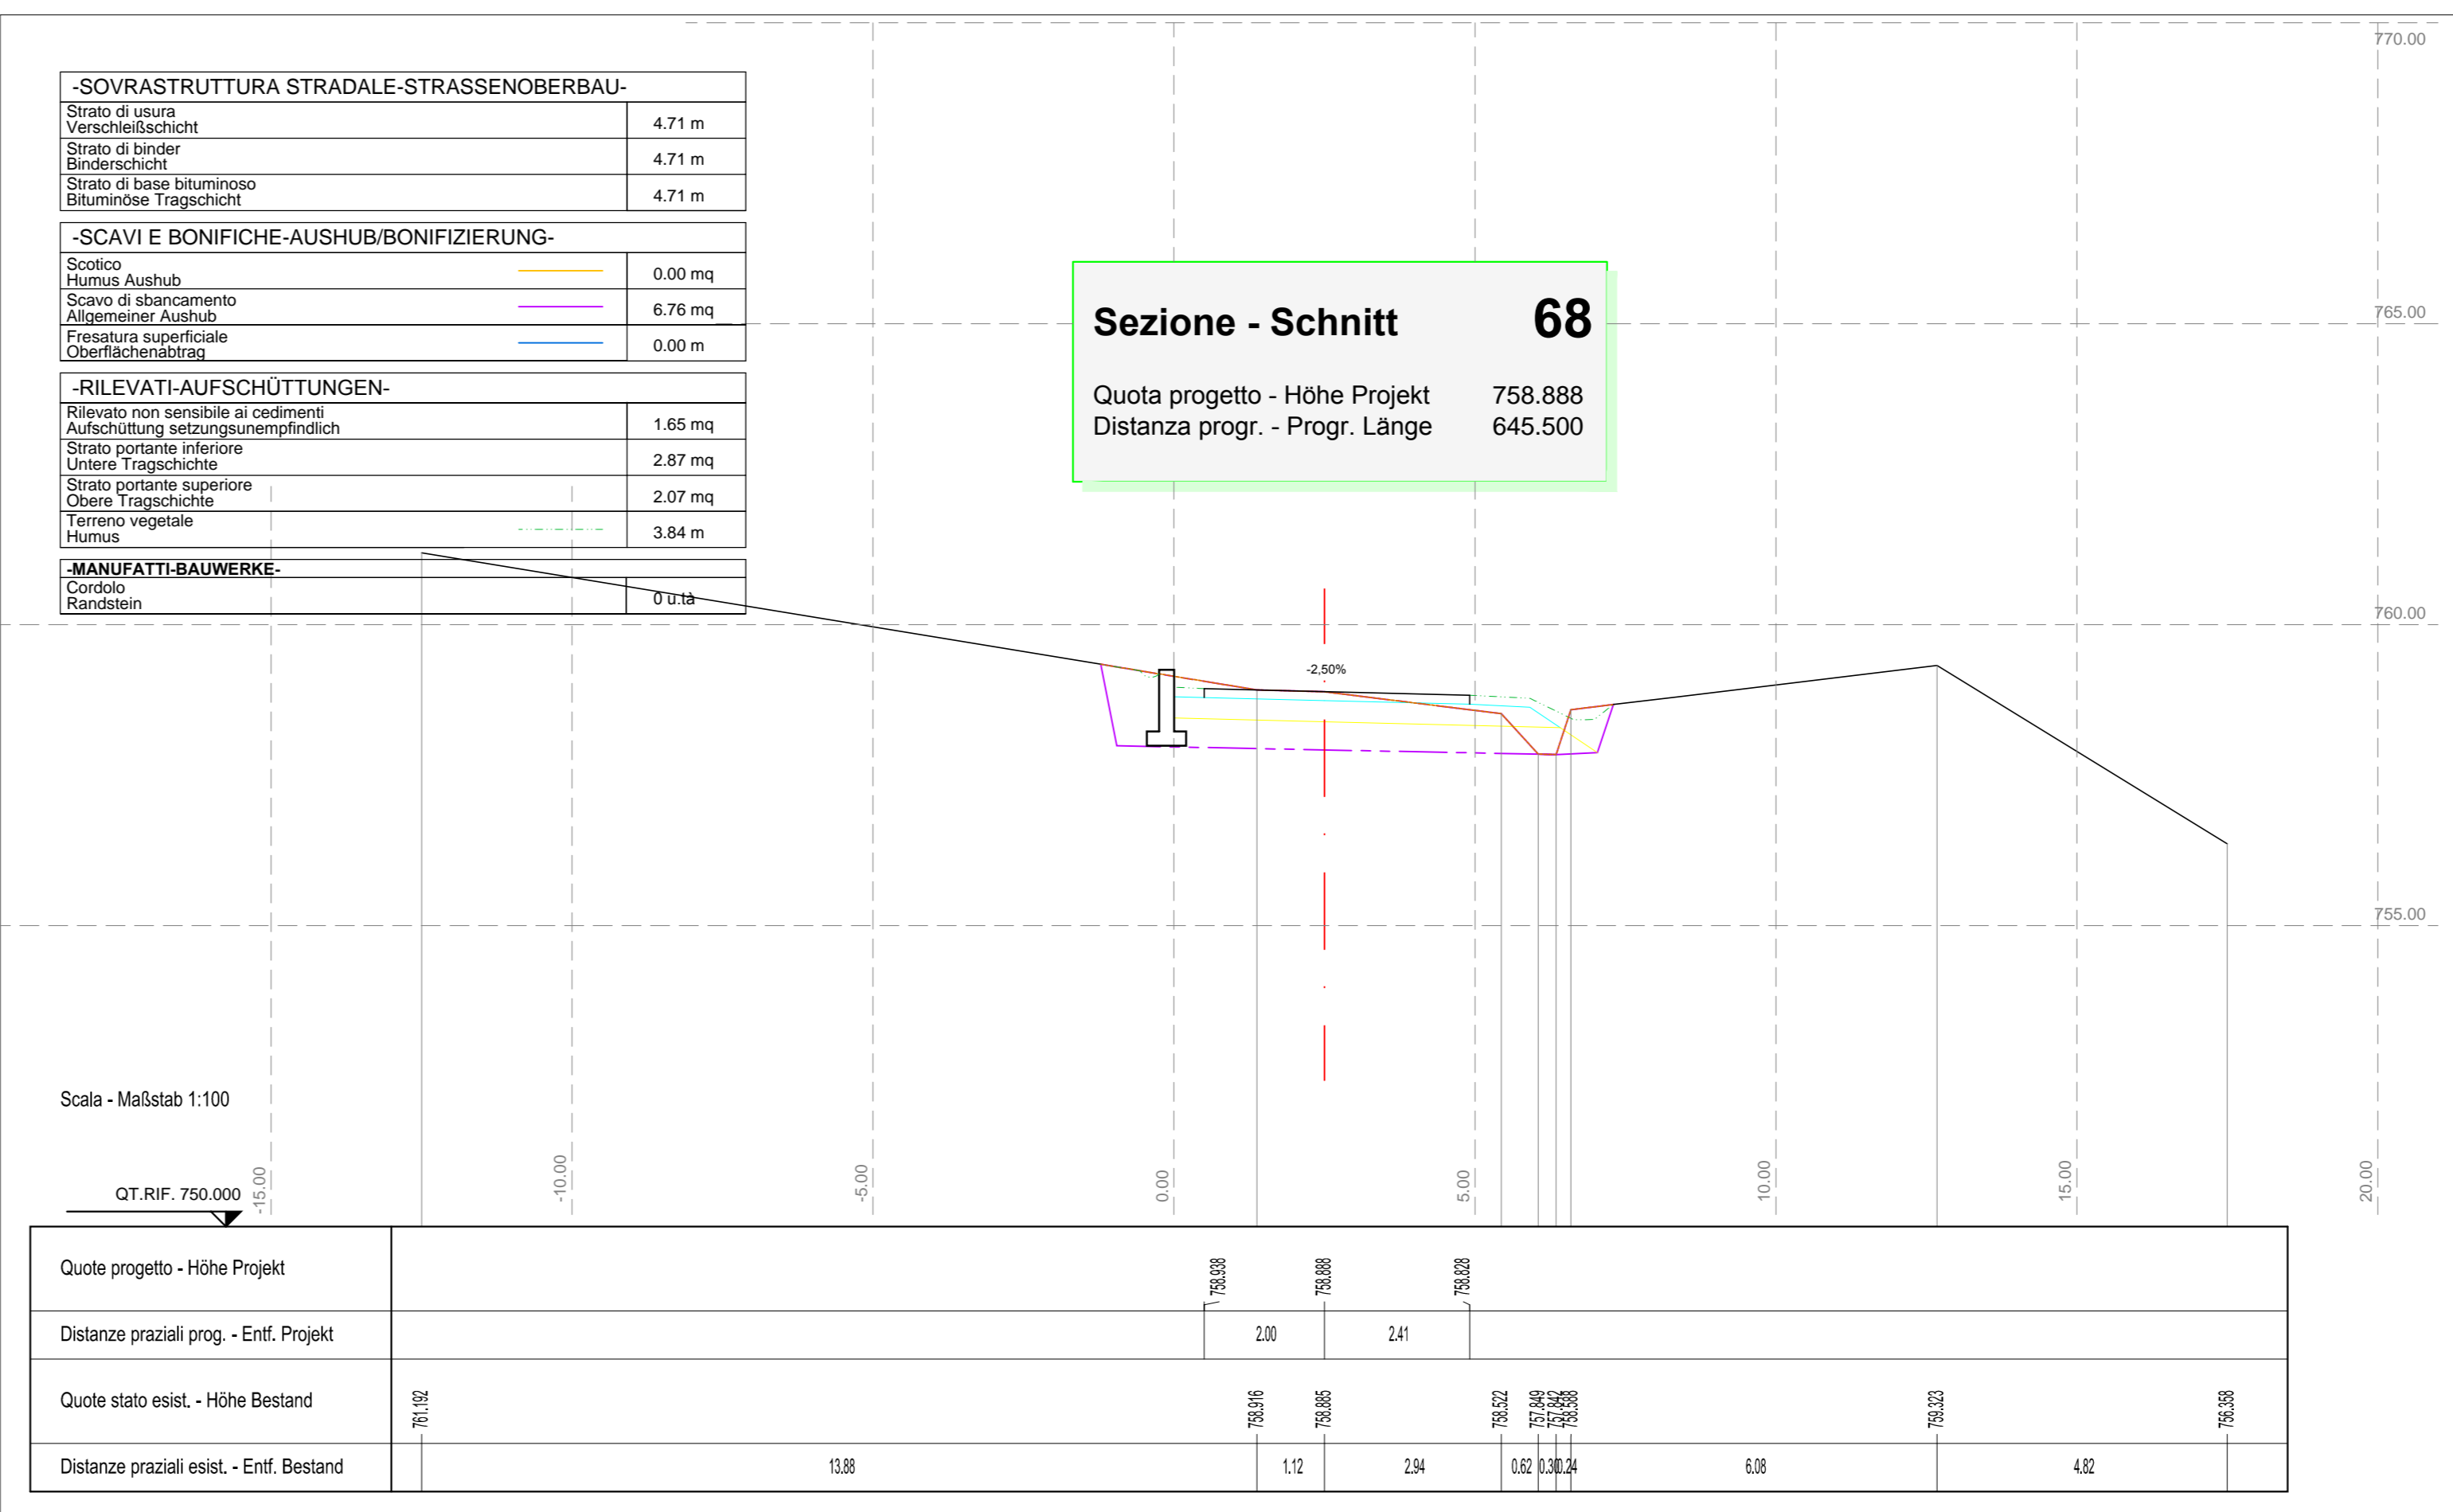 770.00
-SOVRASTRUTTURA STRADALE-STRASSENOBERBAU-
Strato di usura
Verschleißschicht
4.71 m
Strato di binder
Binderschicht
4.71 m
Strato di base bituminoso
Bituminöse Tragschicht
4.71 m
-SCAVI E BONIFICHE-AUSHUB/BONIFIZIERUNG-
Scotico
Humus Aushub
0.00 mq
Scavo di sbancamento
Allgemeiner Aushub
6.76 mq
Fresatura superficiale
Oberflächenabtrag
0.00 m
-RILEVATI-AUFSCHÜTTUNGEN-
Rilevato non sensibile ai cedimenti
Aufschüttung setzungsunempfindlich
1.65 mq
Strato portante inferiore
Untere Tragschichte
2.87 mq
Strato portante superiore
Obere Tragschichte
2.07 mq
Terreno vegetale
Humus
3.84 m
-MANUFATTI-BAUWERKE-
Cordolo
Randstein
0 u.tà
Sezione - Schnitt 68
Quota progetto - Höhe Projekt 758.888
Distanza progr. - Progr. Länge 645.500
765.00
760.00
-2,50%
755.00
Scala - Maßstab 1:100
QT.RIF. 750.000
-15.00 -10.00 -5.00 0.00 5.00 10.00 15.00 20.00
Quote progetto - Höhe Projekt 758.938 758.888 758.828
Distanze praziali prog. - Entf. Projekt 2.00 2.41
Quote stato esist. - Höhe Bestand 761.192 758.916 758.885 758.522 757.849 757.842 758.588 759.323 756.358
Distanze praziali esist. - Entf. Bestand 13.88 1.12 2.94 0.62 0.30 0.24 6.08 4.82